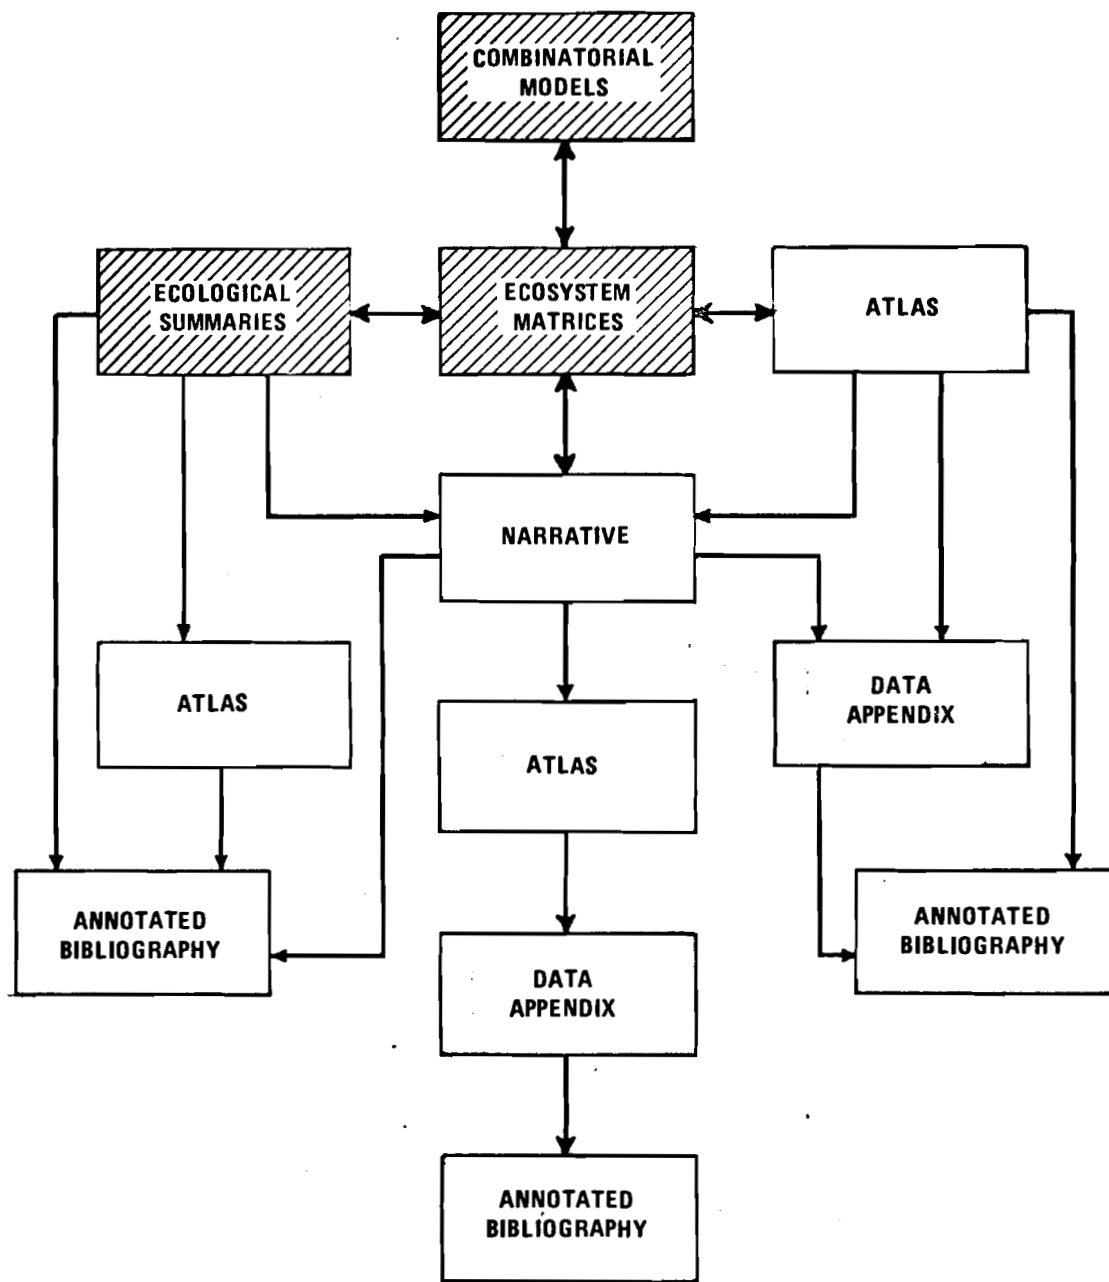 COMBINATORIAL
MODELS
ECOLOGICAL
SUMMARIES
ECOSYSTEM
MATRICES
ATLAS
NARRATIVE
ATLAS
DATA
APPENDIX
ATLAS
ANNOTATED
BIBLIOGRAPHY
ANNOTATED
BIBLIOGRAPHY
DATA
APPENDIX
ANNOTATED
BIBLIOGRAPHY